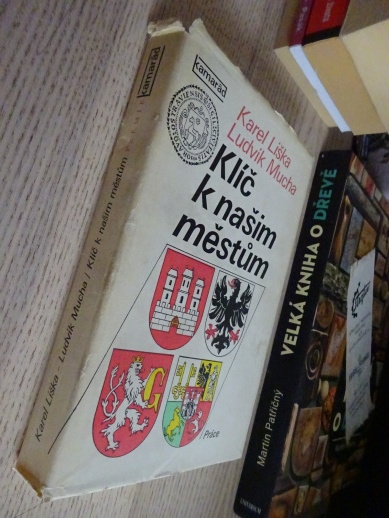 kamarád
Karel Liška
Ludvík Mucha
Klíč
k našim
městům
G
Práce
Karel Liška / Ludvík Mucha / Klíč k našim městům
kamarád
VELKÁ KNIHA O DŘEVĚ
Martin Patřičný